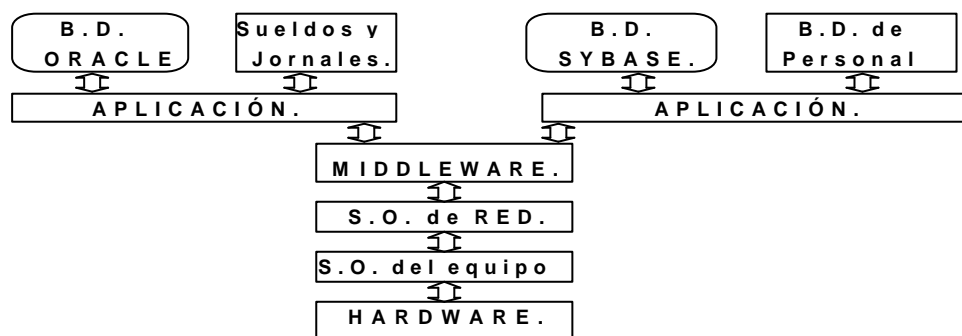 B.D.
ORACLE
Sueldos y
Jornales.
B.D.
SYBASE.
B.D. de
Personal
APLICACIÓN.
APLICACIÓN.
MIDDLEWARE.
S.O. de RED.
S.O. del equipo
HARDWARE.